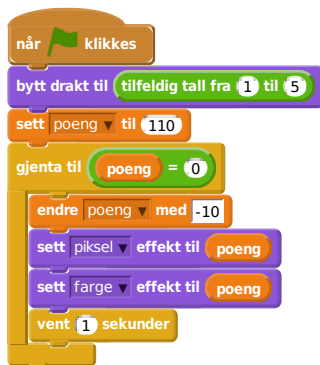 når klikkes
bytt drakt til tilfeldig tall fra 1 til 5
sett poeng til 110
gjenta til poeng = 0
endre poeng med -10
sett piksel effekt til poeng
sett farge effekt til poeng
vent 1 sekunder